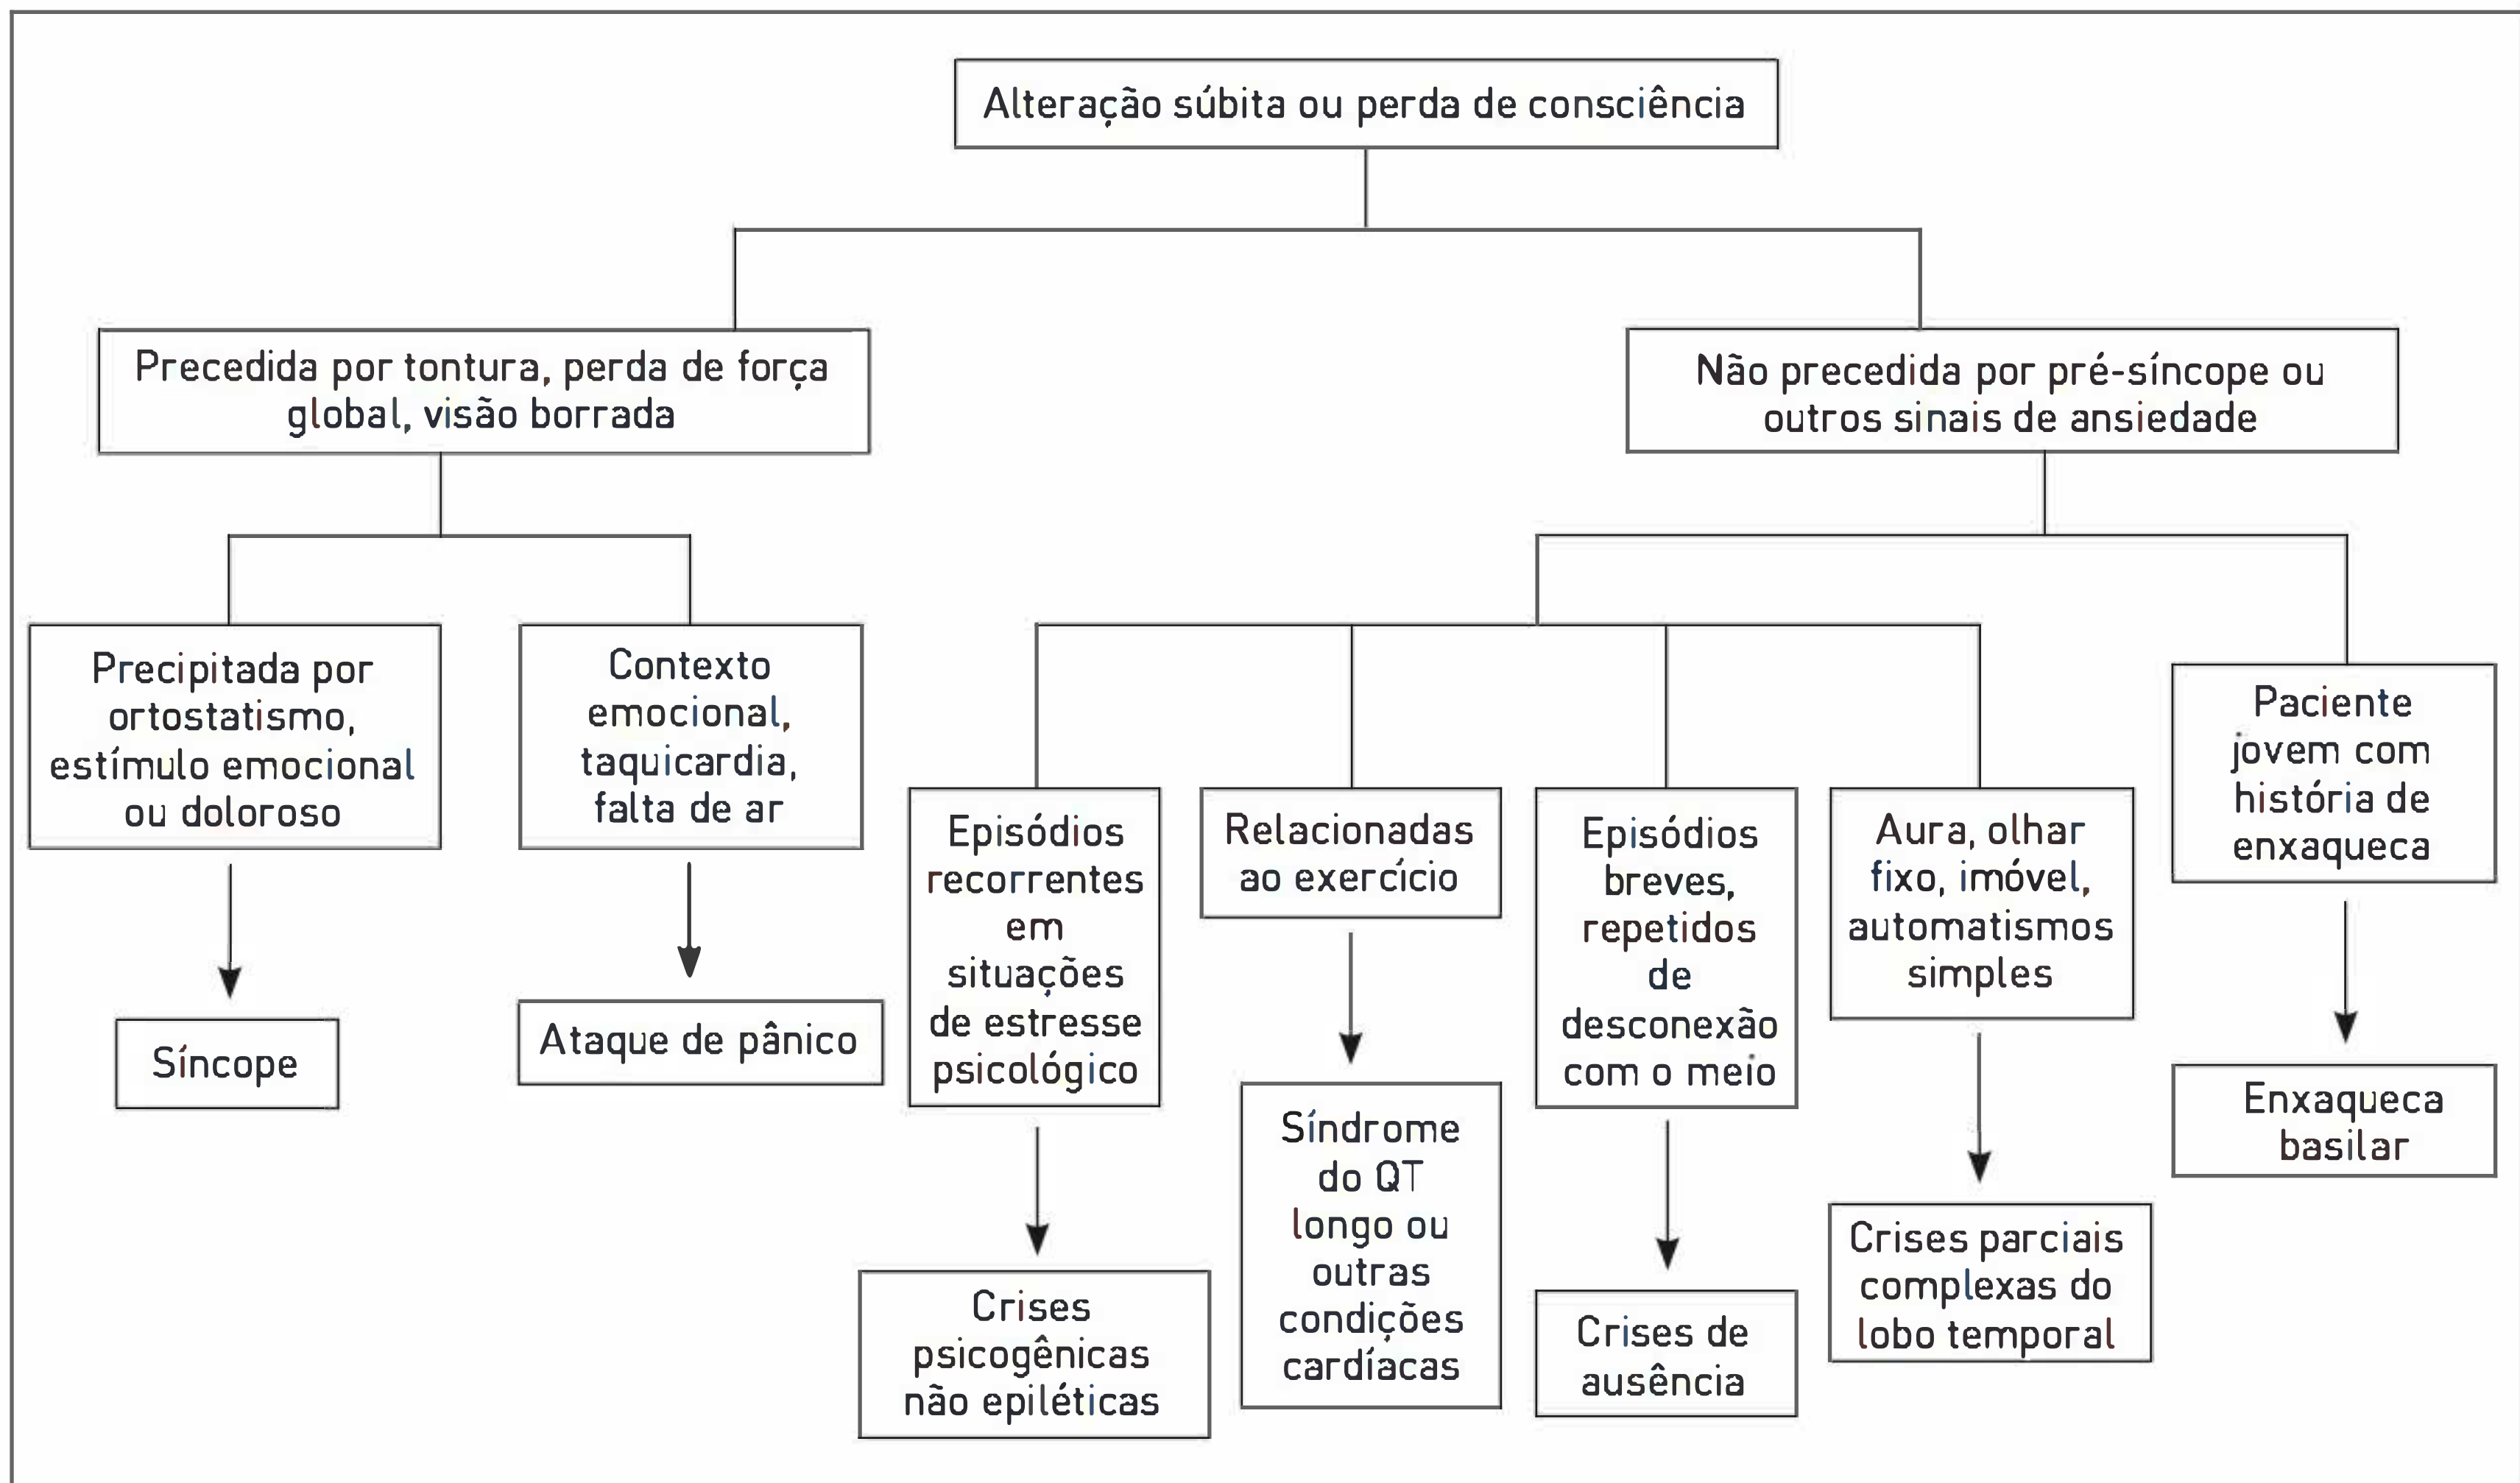 Alteração súbita ou perda de consciência
Precedida por tontura, perda de força
global, visão borrada
Não precedida por pré-síncope ou
outros sinais de ansiedade
Precipitada por
ortostatismo,
estímulo emocional
ou doloroso
Contexto
emocional,
taquicardia,
falta de ar
Episódios
recorrentes
em
situações
de estresse
psicológico
Relacionadas
ao exercício
Episódios
breves,
repetidos
de
desconexão
com o meio
Aura, olhar
fixo, imóvel,
automatismos
simples
Paciente
jovem com
história de
enxaqueca
Síncope
Ataque de pânico
Crises
psicogênicas
não epiléticas
Síndrome
do QT
longo ou
outras
condições
cardíacas
Crises de
ausência
Crises parciais
complexas do
lobo temporal
Enxaqueca
basilar